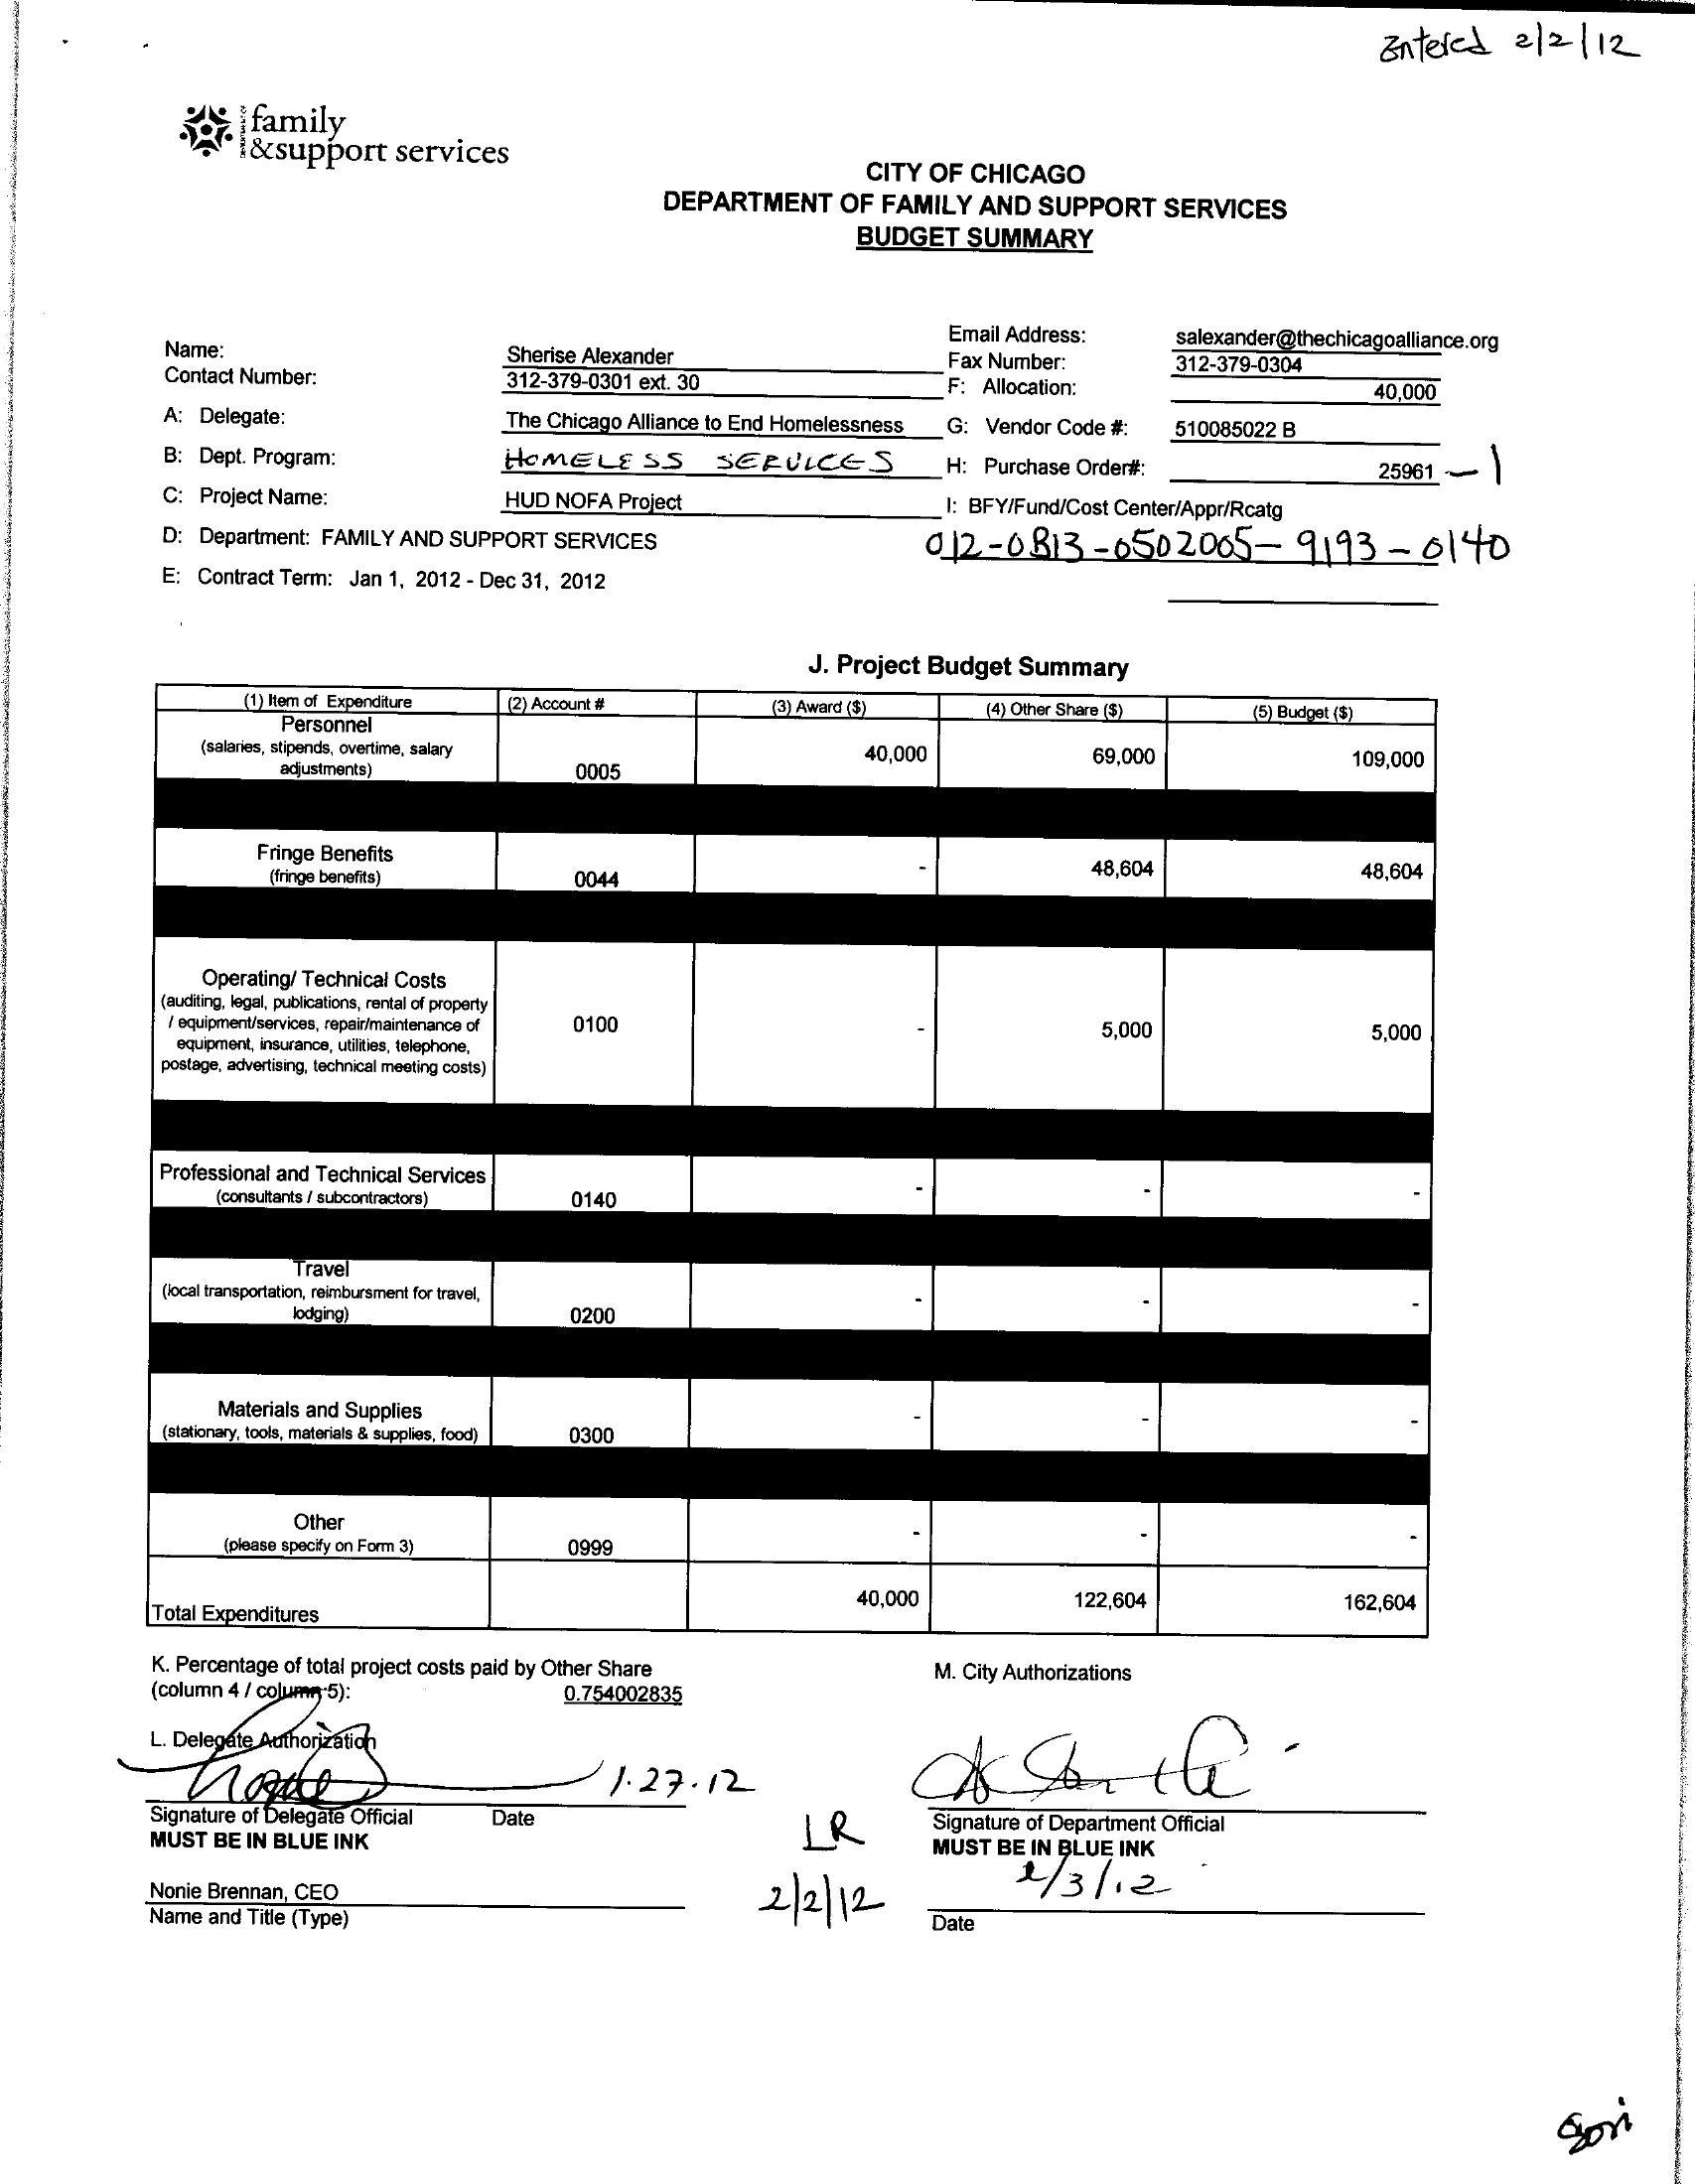 Entered 2/2/12
family
&support services
CITY OF CHICAGO
DEPARTMENT OF FAMILY AND SUPPORT SERVICES
BUDGET SUMMARY
Name: Sherise Alexander
Email Address: salexander@thechicagoalliance.org
Contact Number: 312-379-0301 ext. 30
Fax Number: 312-379-0304
F: Allocation: 40,000
A: Delegate: The Chicago Alliance to End Homelessness
G: Vendor Code #: 510085022 B
B: Dept. Program: HOMELESS SERVICES
H: Purchase Order#: 25961 - 1
C: Project Name: HUD NOFA Project
I: BFY/Fund/Cost Center/Appr/Rcatg
D: Department: FAMILY AND SUPPORT SERVICES
012-0B13-0502005-9193-0140
E: Contract Term: Jan 1, 2012 - Dec 31, 2012
J. Project Budget Summary
(1) Item of Expenditure (2) Account # (3) Award ($) (4) Other Share ($) (5) Budget ($)
Personnel
(salaries, stipends, overtime, salary
adjustments) 0005 40,000 69,000 109,000
Fringe Benefits
(fringe benefits) 0044 - 48,604 48,604
Operating/ Technical Costs
(auditing, legal, publications, rental of property
/ equipment/services, repair/maintenance of
equipment, insurance, utilities, telephone,
postage, advertising, technical meeting costs) 0100 - 5,000 5,000
Professional and Technical Services
(consultants / subcontractors) 0140 - - -
Travel
(local transportation, reimbursment for travel,
lodging) 0200 - - -
Materials and Supplies
(stationary, tools, materials & supplies, food) 0300 - - -
Other
(please specify on Form 3) 0999 - - -
Total Expenditures 40,000 122,604 162,604
K. Percentage of total project costs paid by Other Share
(column 4 / column 5): 0.754002835
M. City Authorizations
L. Delegate Authorization
1.27.12
Signature of Delegate Official Date
MUST BE IN BLUE INK
LR
Signature of Department Official
MUST BE IN BLUE INK
2/3/12
Nonie Brennan, CEO
2/2/12
Name and Title (Type)
Date